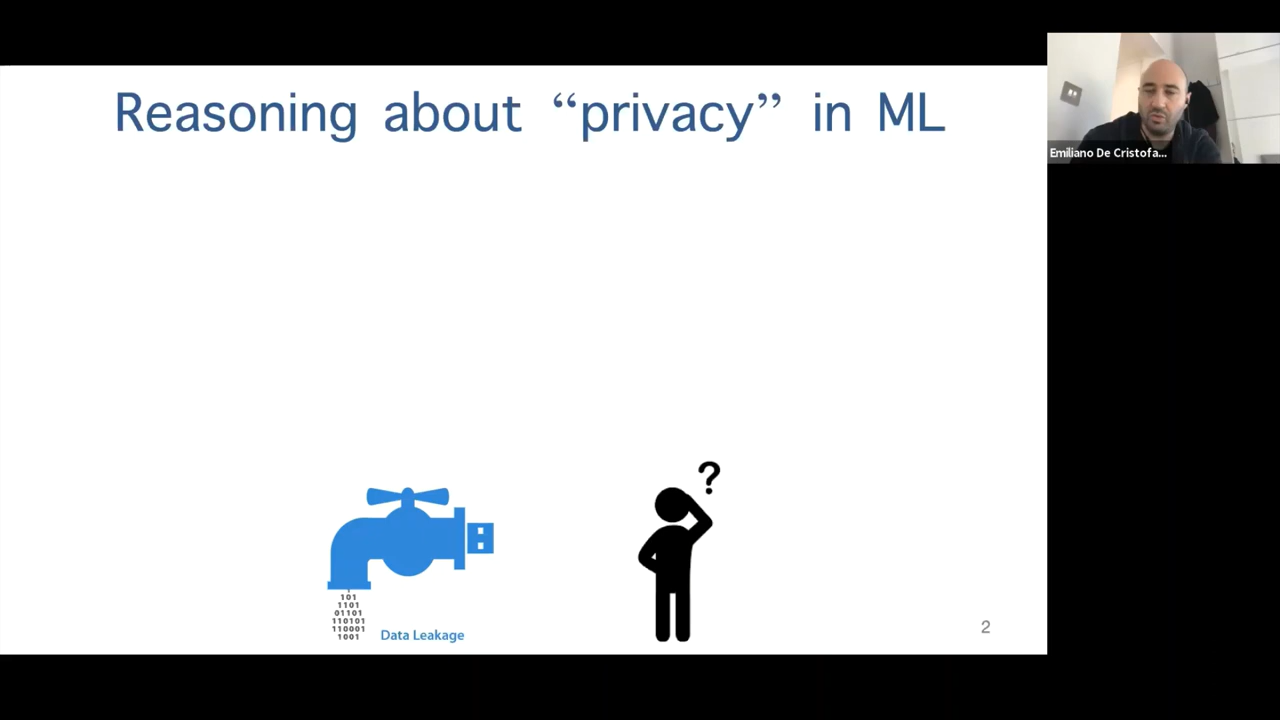 Reasoning about “privacy” in ML
Emiliano De Cristofa...
?
101
1101
01101
110101
110001
1001
Data Leakage
2